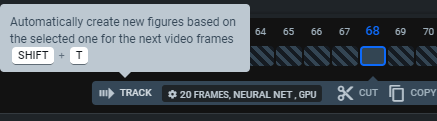 Automatically create new figures based on
the selected one for the next video frames
SHIFT + T
64 65 66 67 68 69 70
TRACK 20 FRAMES, NEURAL NET , GPU CUT COPY